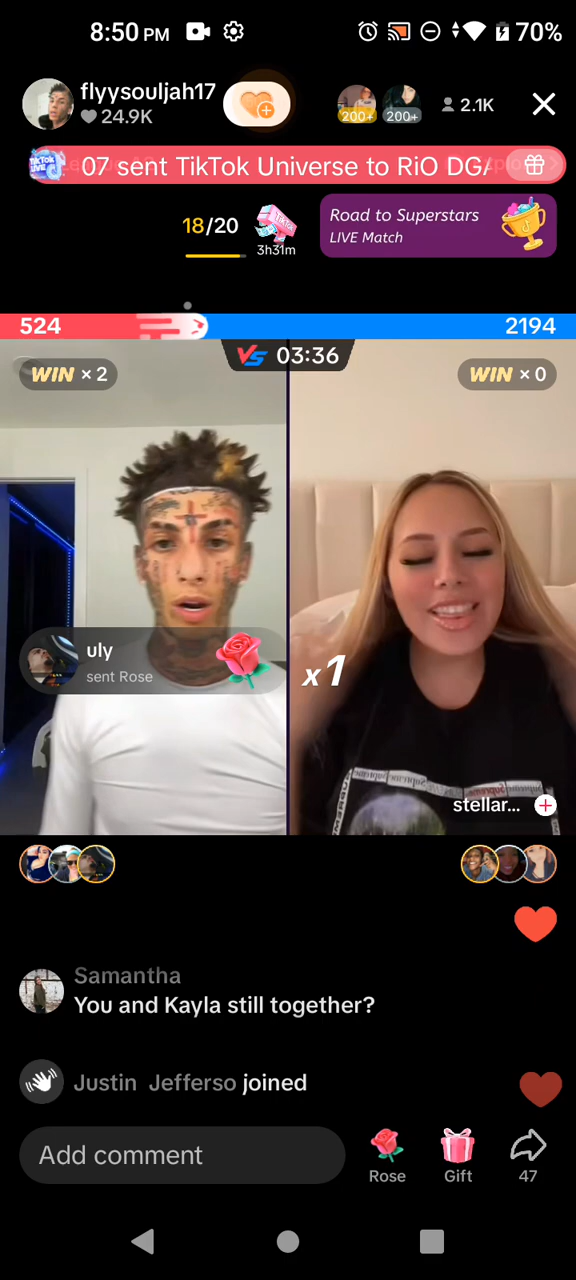 8:50 PM
70%
flyysouljah17
24.9K
200+
200+
2.1K
07 sent TikTok Universe to RiO DG/
18/20
3h31m
Road to Superstars
LIVE Match
524
2194
VS 03:36
WIN × 2
WIN × 0
uly
sent Rose
x1
stellar...
Samantha
You and Kayla still together?
Justin Jefferso joined
Add comment
Rose
Gift
47